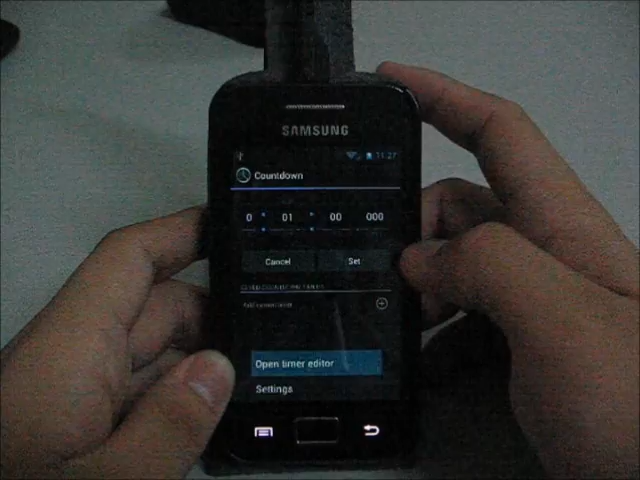 SAMSUNG
11:27
Countdown
0 : 01 : 00 000
Cancel Set
Open timer editor
Settings